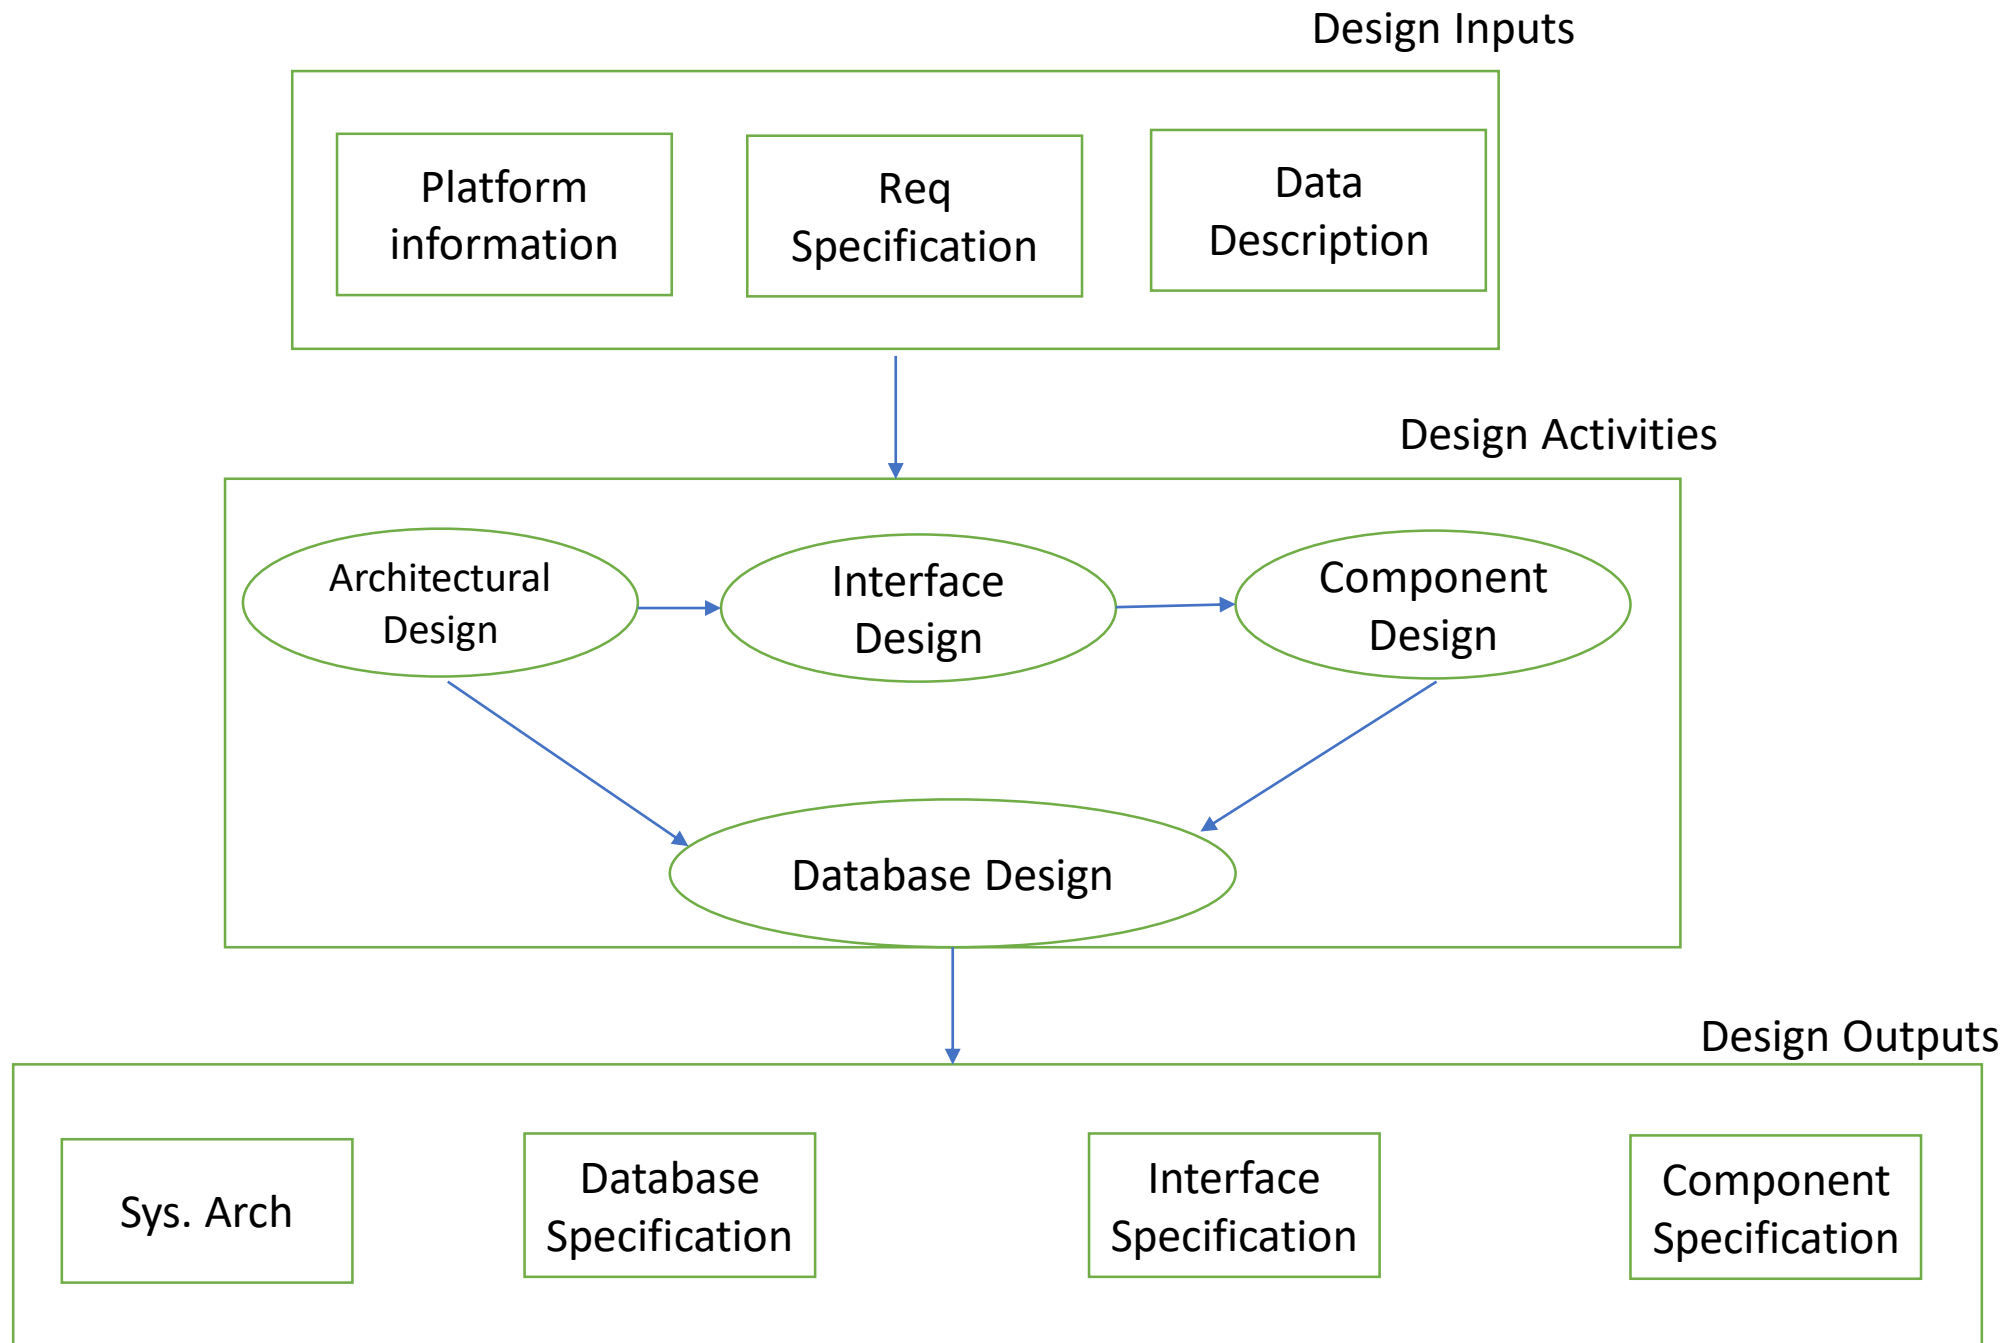 Design Inputs
Platform
information
Req
Specification
Data
Description
Design Activities
Architectural
Design
Interface
Design
Component
Design
Database Design
Design Outputs
Sys. Arch
Database
Specification
Interface
Specification
Component
Specification